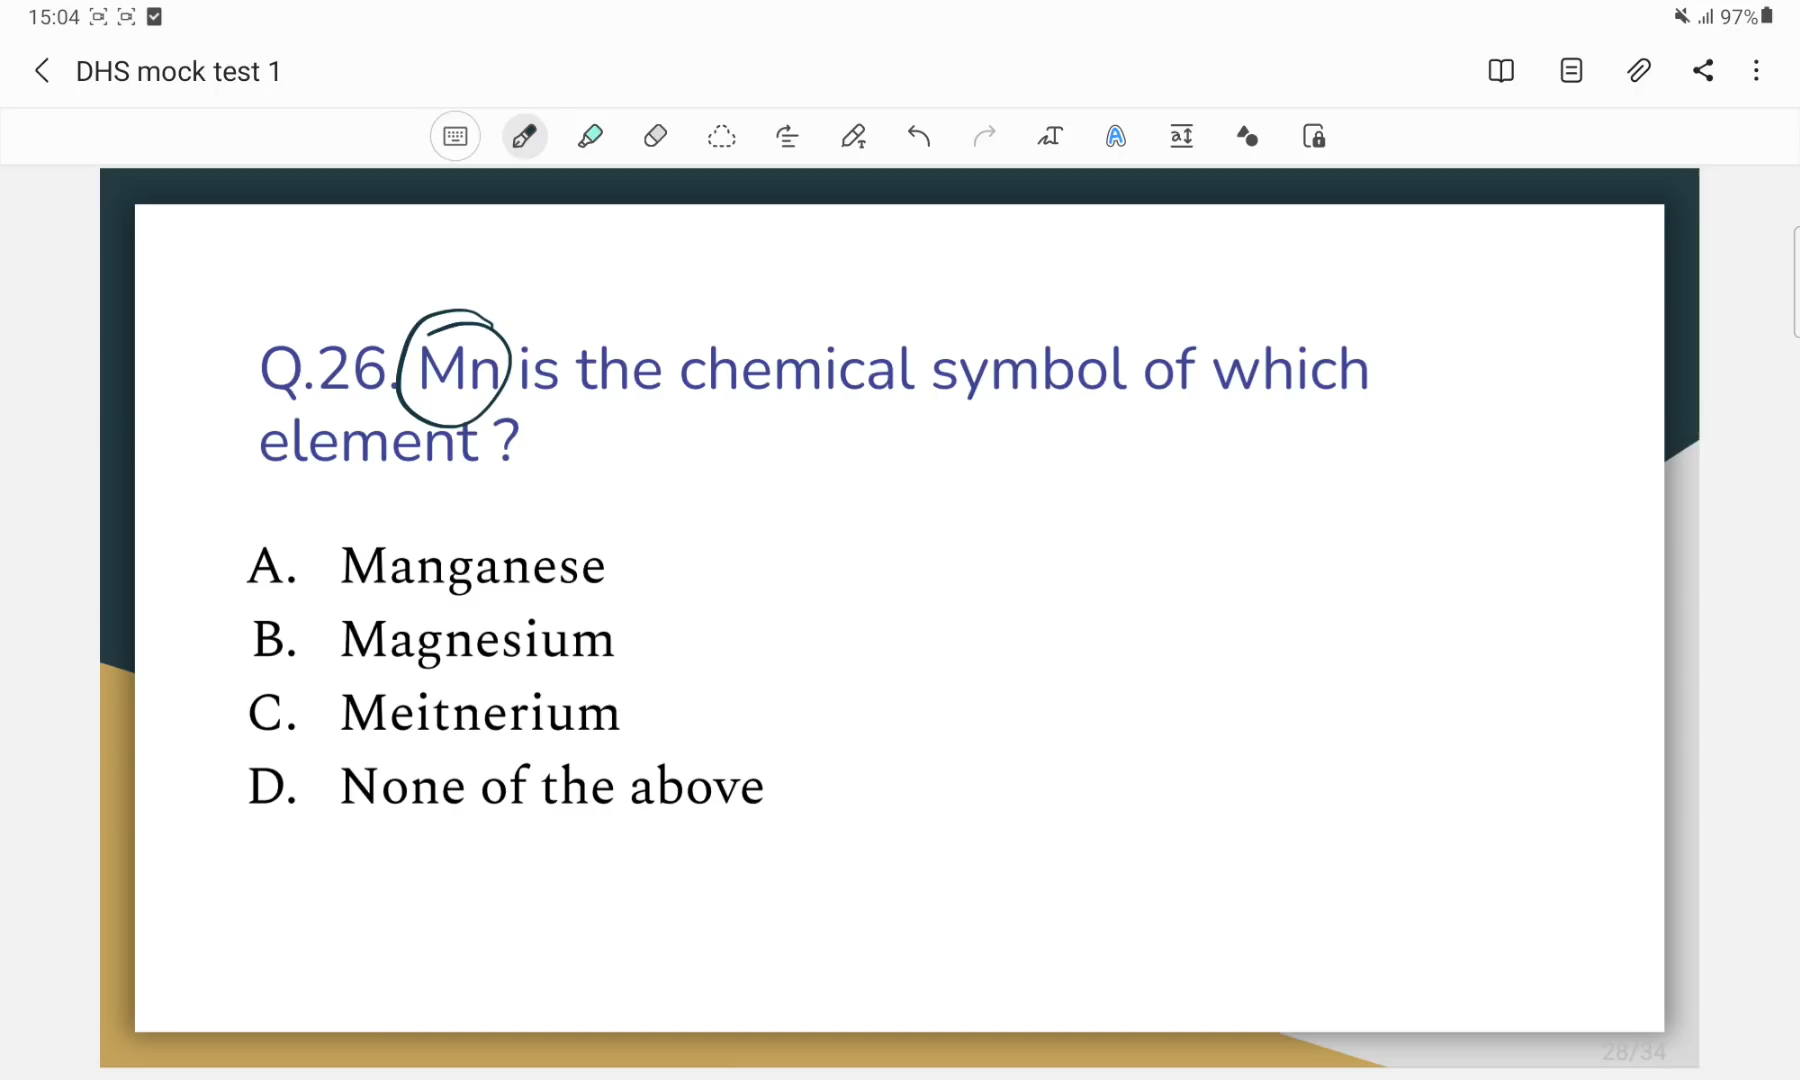 15:04
97%
DHS mock test 1
Q.26. Mn is the chemical symbol of which
element ?
A. Manganese
B. Magnesium
C. Meitnerium
D. None of the above
28/34